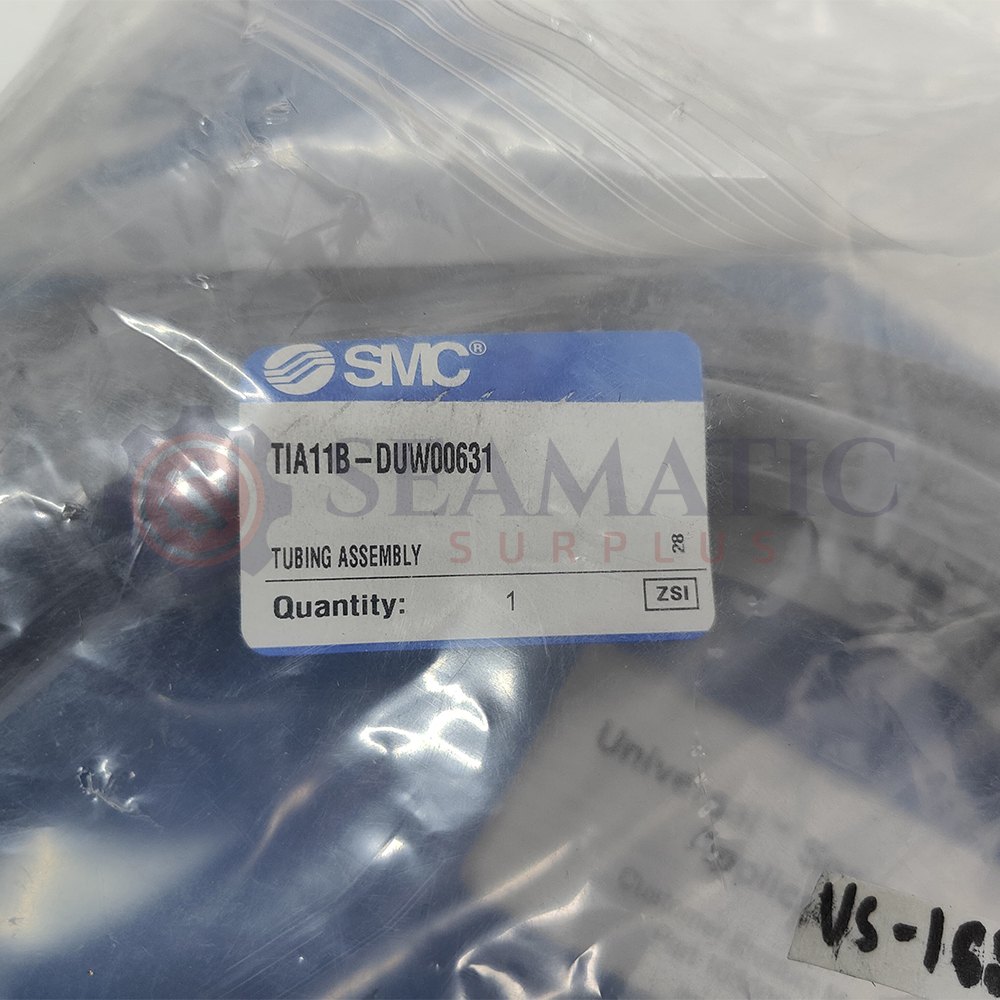 SMC®
TIA11B-DUW00631
SEAMATIC
SURPLUS
28
TUBING ASSEMBLY
Quantity: 1
ZSI
VS-16